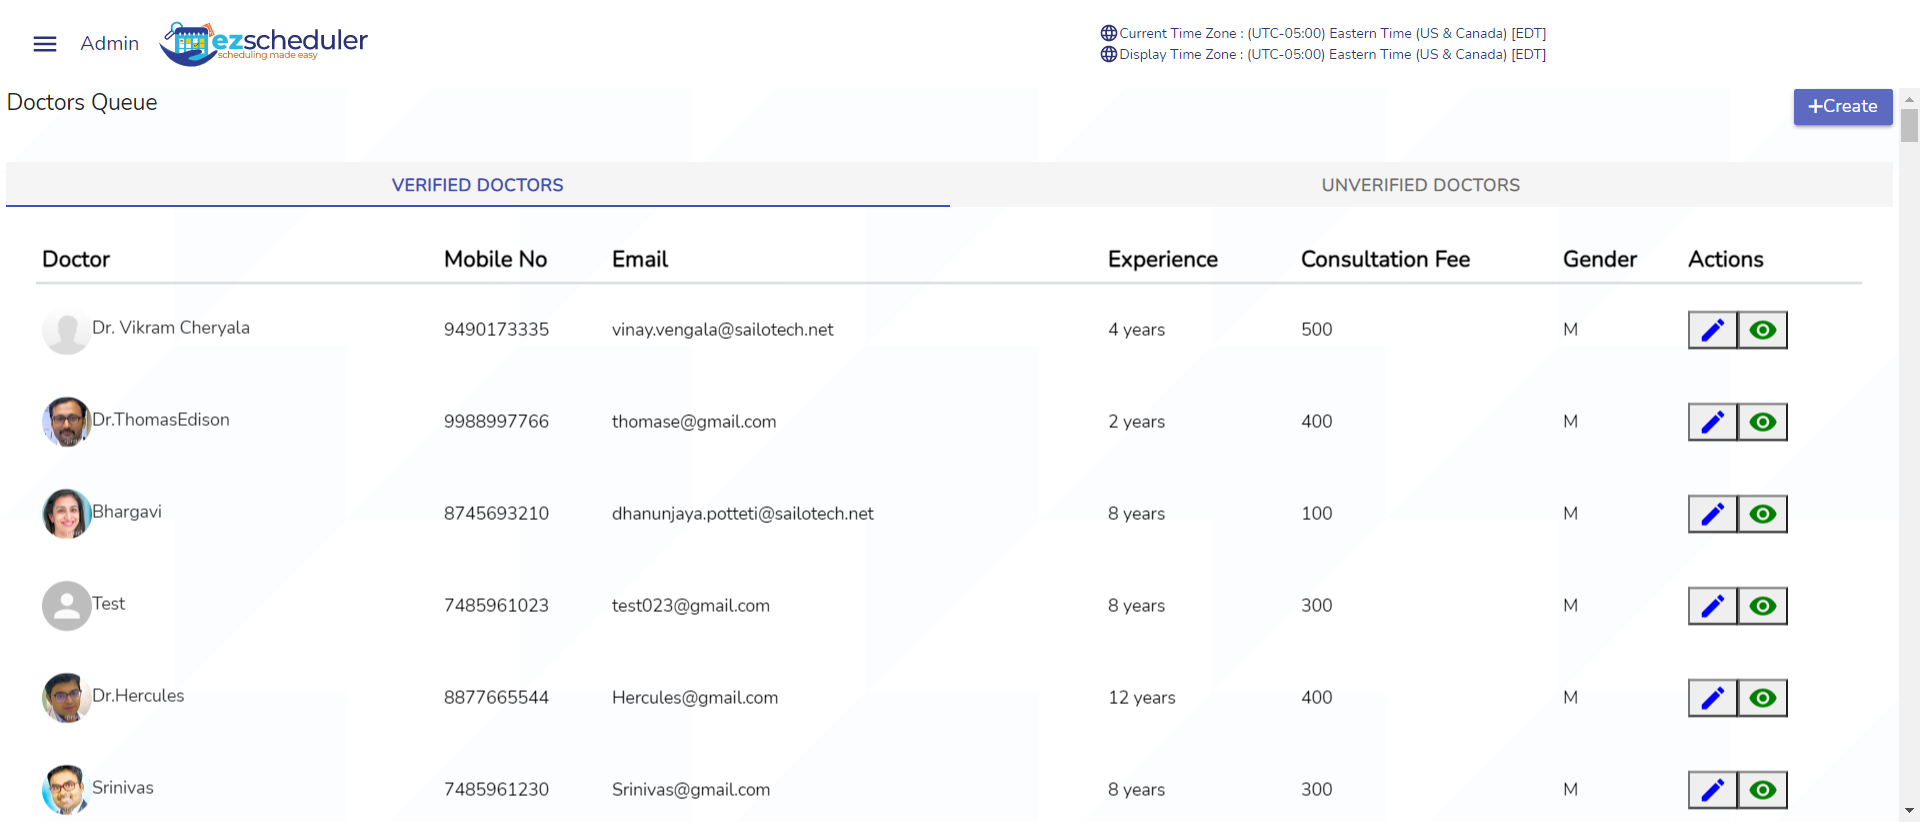 Admin
ezscheduler
scheduling made easy
Current Time Zone : (UTC-05:00) Eastern Time (US & Canada) [EDT]
Display Time Zone : (UTC-05:00) Eastern Time (US & Canada) [EDT]
Doctors Queue
+Create
VERIFIED DOCTORS UNVERIFIED DOCTORS
Doctor Mobile No Email Experience Consultation Fee Gender Actions
Dr. Vikram Cheryala 9490173335 vinay.vengala@sailotech.net 4 years 500 M
Dr.ThomasEdison 9988997766 thomase@gmail.com 2 years 400 M
Bhargavi 8745693210 dhanunjaya.potteti@sailotech.net 8 years 100 M
Test 7485961023 test023@gmail.com 8 years 300 M
Dr.Hercules 8877665544 Hercules@gmail.com 12 years 400 M
Srinivas 7485961230 Srinivas@gmail.com 8 years 300 M